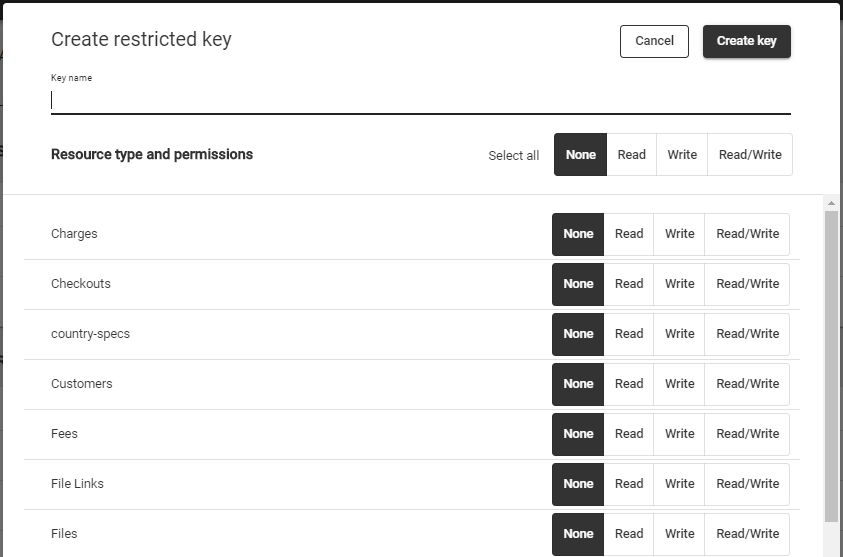 Create restricted key Cancel Create key
Key name
Resource type and permissions Select all None Read Write Read/Write
Charges None Read Write Read/Write
Checkouts None Read Write Read/Write
country-specs None Read Write Read/Write
Customers None Read Write Read/Write
Fees None Read Write Read/Write
File Links None Read Write Read/Write
Files None Read Write Read/Write